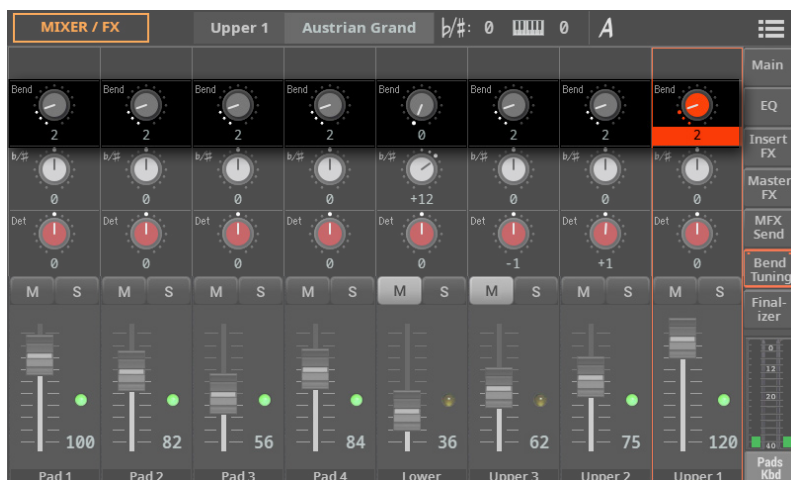 MIXER / FX Upper 1 Austrian Grand ♭/#: 0 0 A
Main
Bend Bend Bend Bend Bend Bend Bend Bend
2 2 2 2 0 2 2 2
EQ
Insert
FX
♭/# ♭/# ♭/# ♭/# ♭/# ♭/# ♭/# ♭/#
0 0 0 0 +12 0 0 0
Master
FX
Det Det Det Det Det Det Det Det
0 0 0 0 0 -1 +1 0
MFX
Send
Bend
Tuning
M S M S M S M S M S M S M S M S
Final-
izer
0
12
20
40
100 82 56 84 36 62 75 120
Pad 1 Pad 2 Pad 3 Pad 4 Lower Upper 3 Upper 2 Upper 1
Pads
Kbd